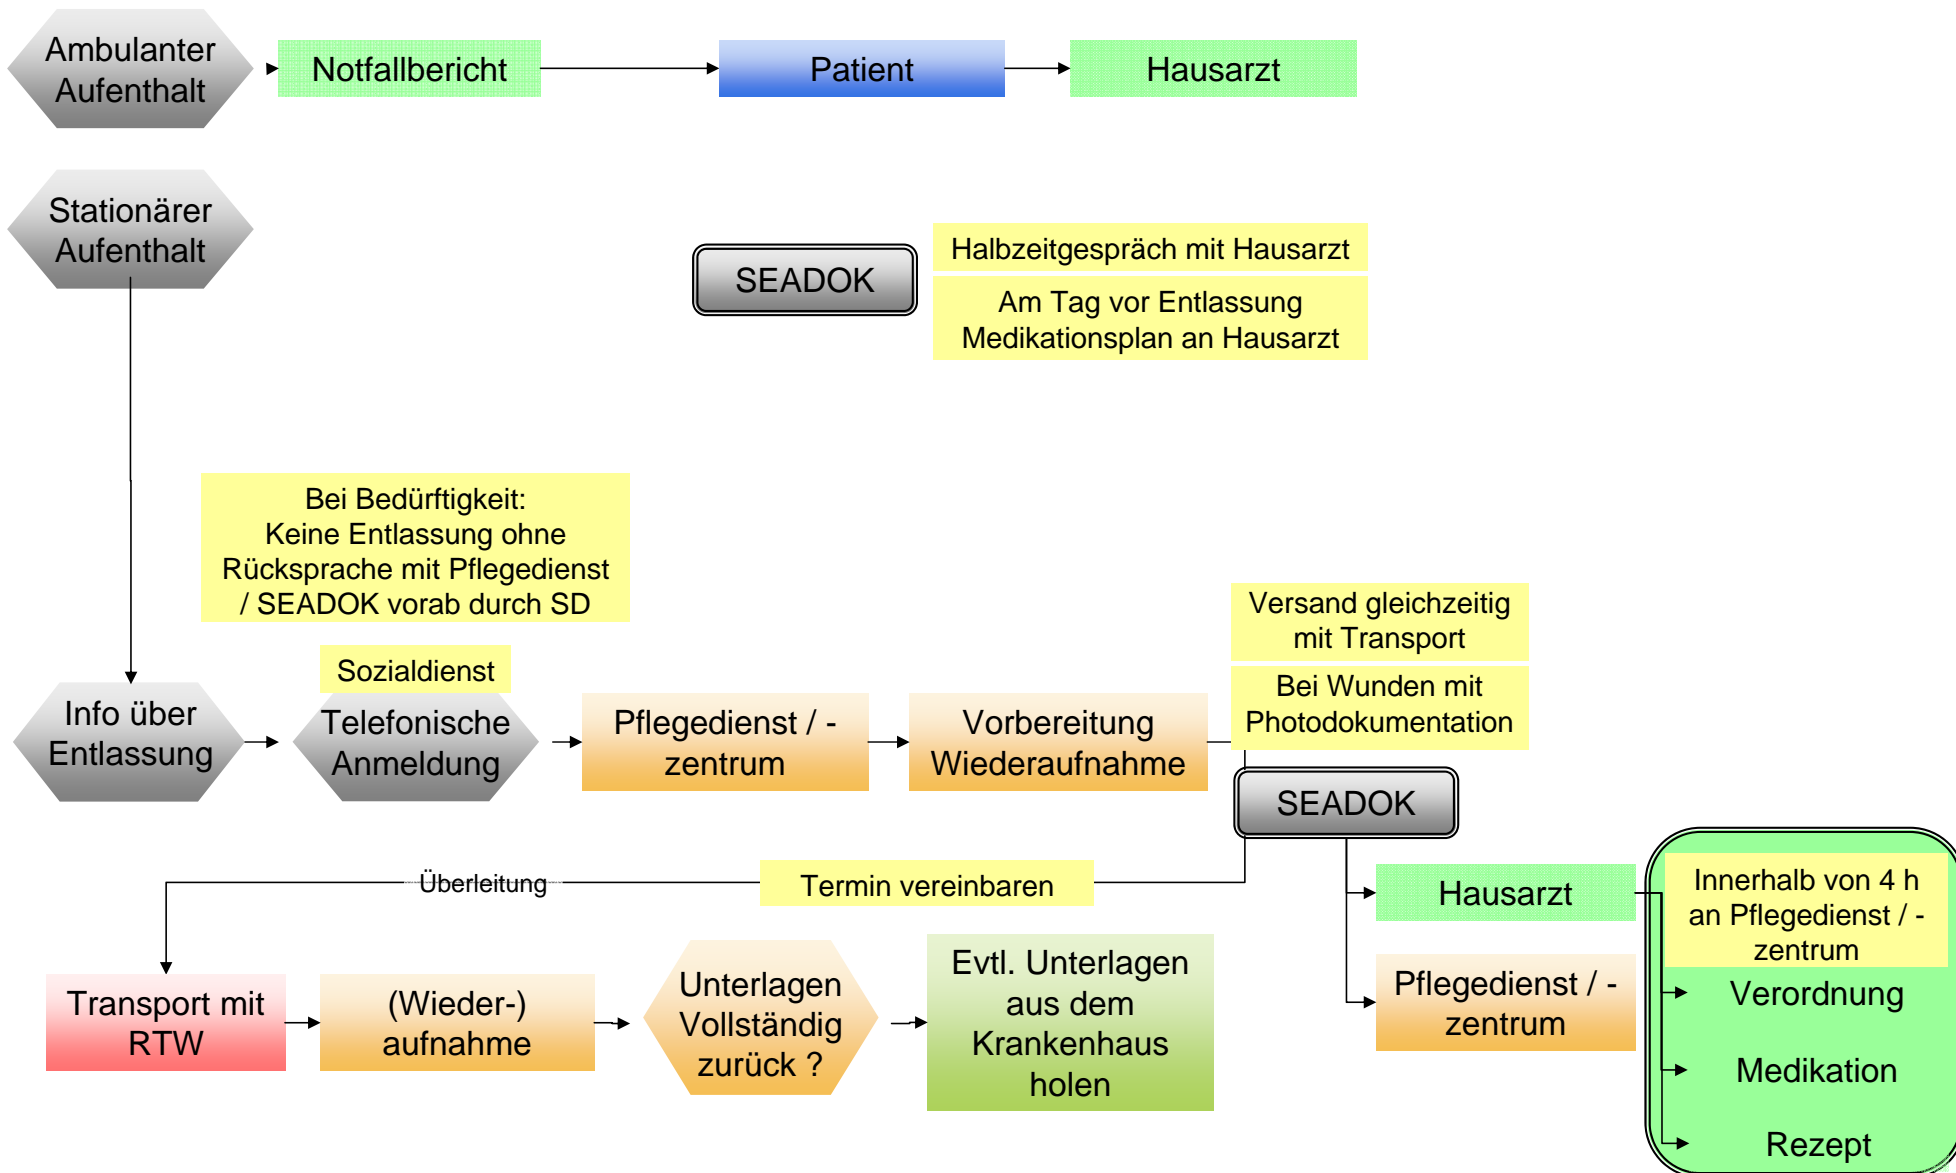 Ambulanter
Aufenthalt
Notfallbericht
Patient
Hausarzt
Stationärer
Aufenthalt
SEADOK
Halbzeitgespräch mit Hausarzt
Am Tag vor Entlassung
Medikationsplan an Hausarzt
Bei Bedürftigkeit:
Keine Entlassung ohne
Rücksprache mit Pflegedienst
/ SEADOK vorab durch SD
Versand gleichzeitig
mit Transport
Bei Wunden mit
Photodokumentation
Info über
Entlassung
Sozialdienst
Telefonische
Anmeldung
Pflegedienst / -
zentrum
Vorbereitung
Wiederaufnahme
SEADOK
Überleitung
Termin vereinbaren
Hausarzt
Pflegedienst / -
zentrum
Innerhalb von 4 h
an Pflegedienst / -
zentrum
Verordnung
Medikation
Rezept
Transport mit
RTW
(Wieder-)
aufnahme
Unterlagen
Vollständig
zurück ?
Evtl. Unterlagen
aus dem
Krankenhaus
holen